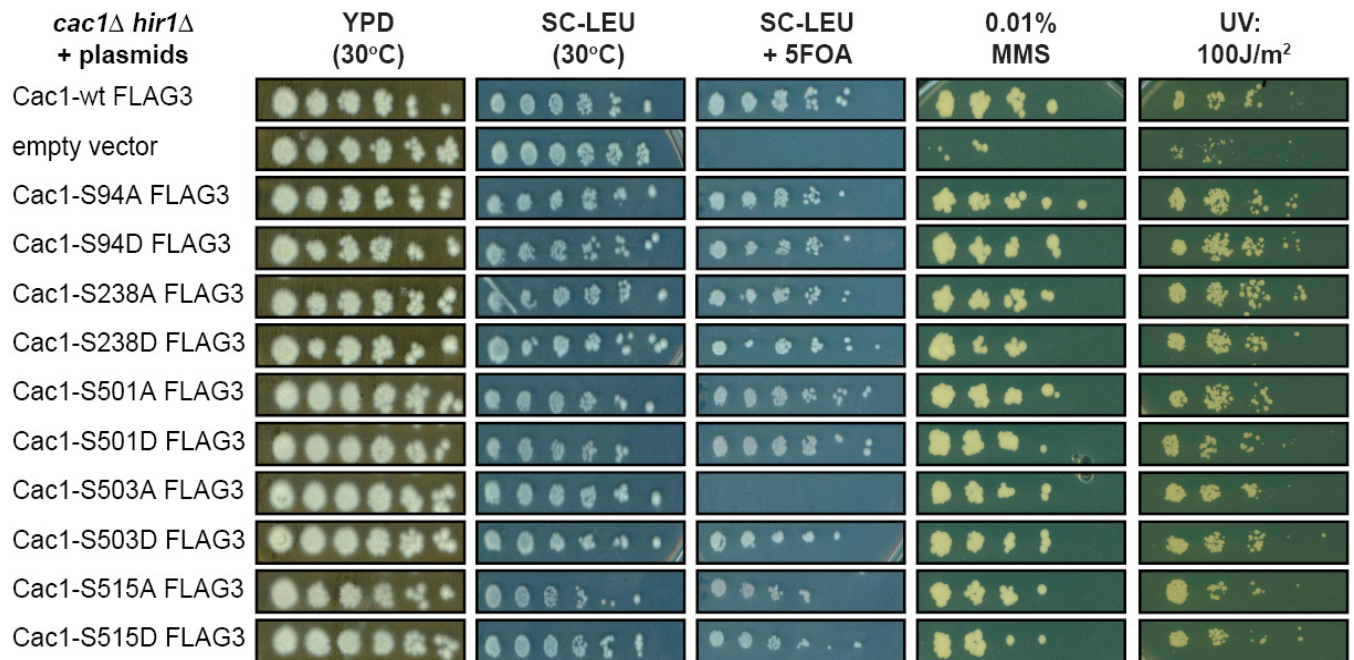 cac1Δ hir1Δ
+ plasmids
YPD
(30°C)
SC-LEU
(30°C)
SC-LEU
+ 5FOA
0.01%
MMS
UV:
100J/m²
Cac1-wt FLAG3
empty vector
Cac1-S94A FLAG3
Cac1-S94D FLAG3
Cac1-S238A FLAG3
Cac1-S238D FLAG3
Cac1-S501A FLAG3
Cac1-S501D FLAG3
Cac1-S503A FLAG3
Cac1-S503D FLAG3
Cac1-S515A FLAG3
Cac1-S515D FLAG3